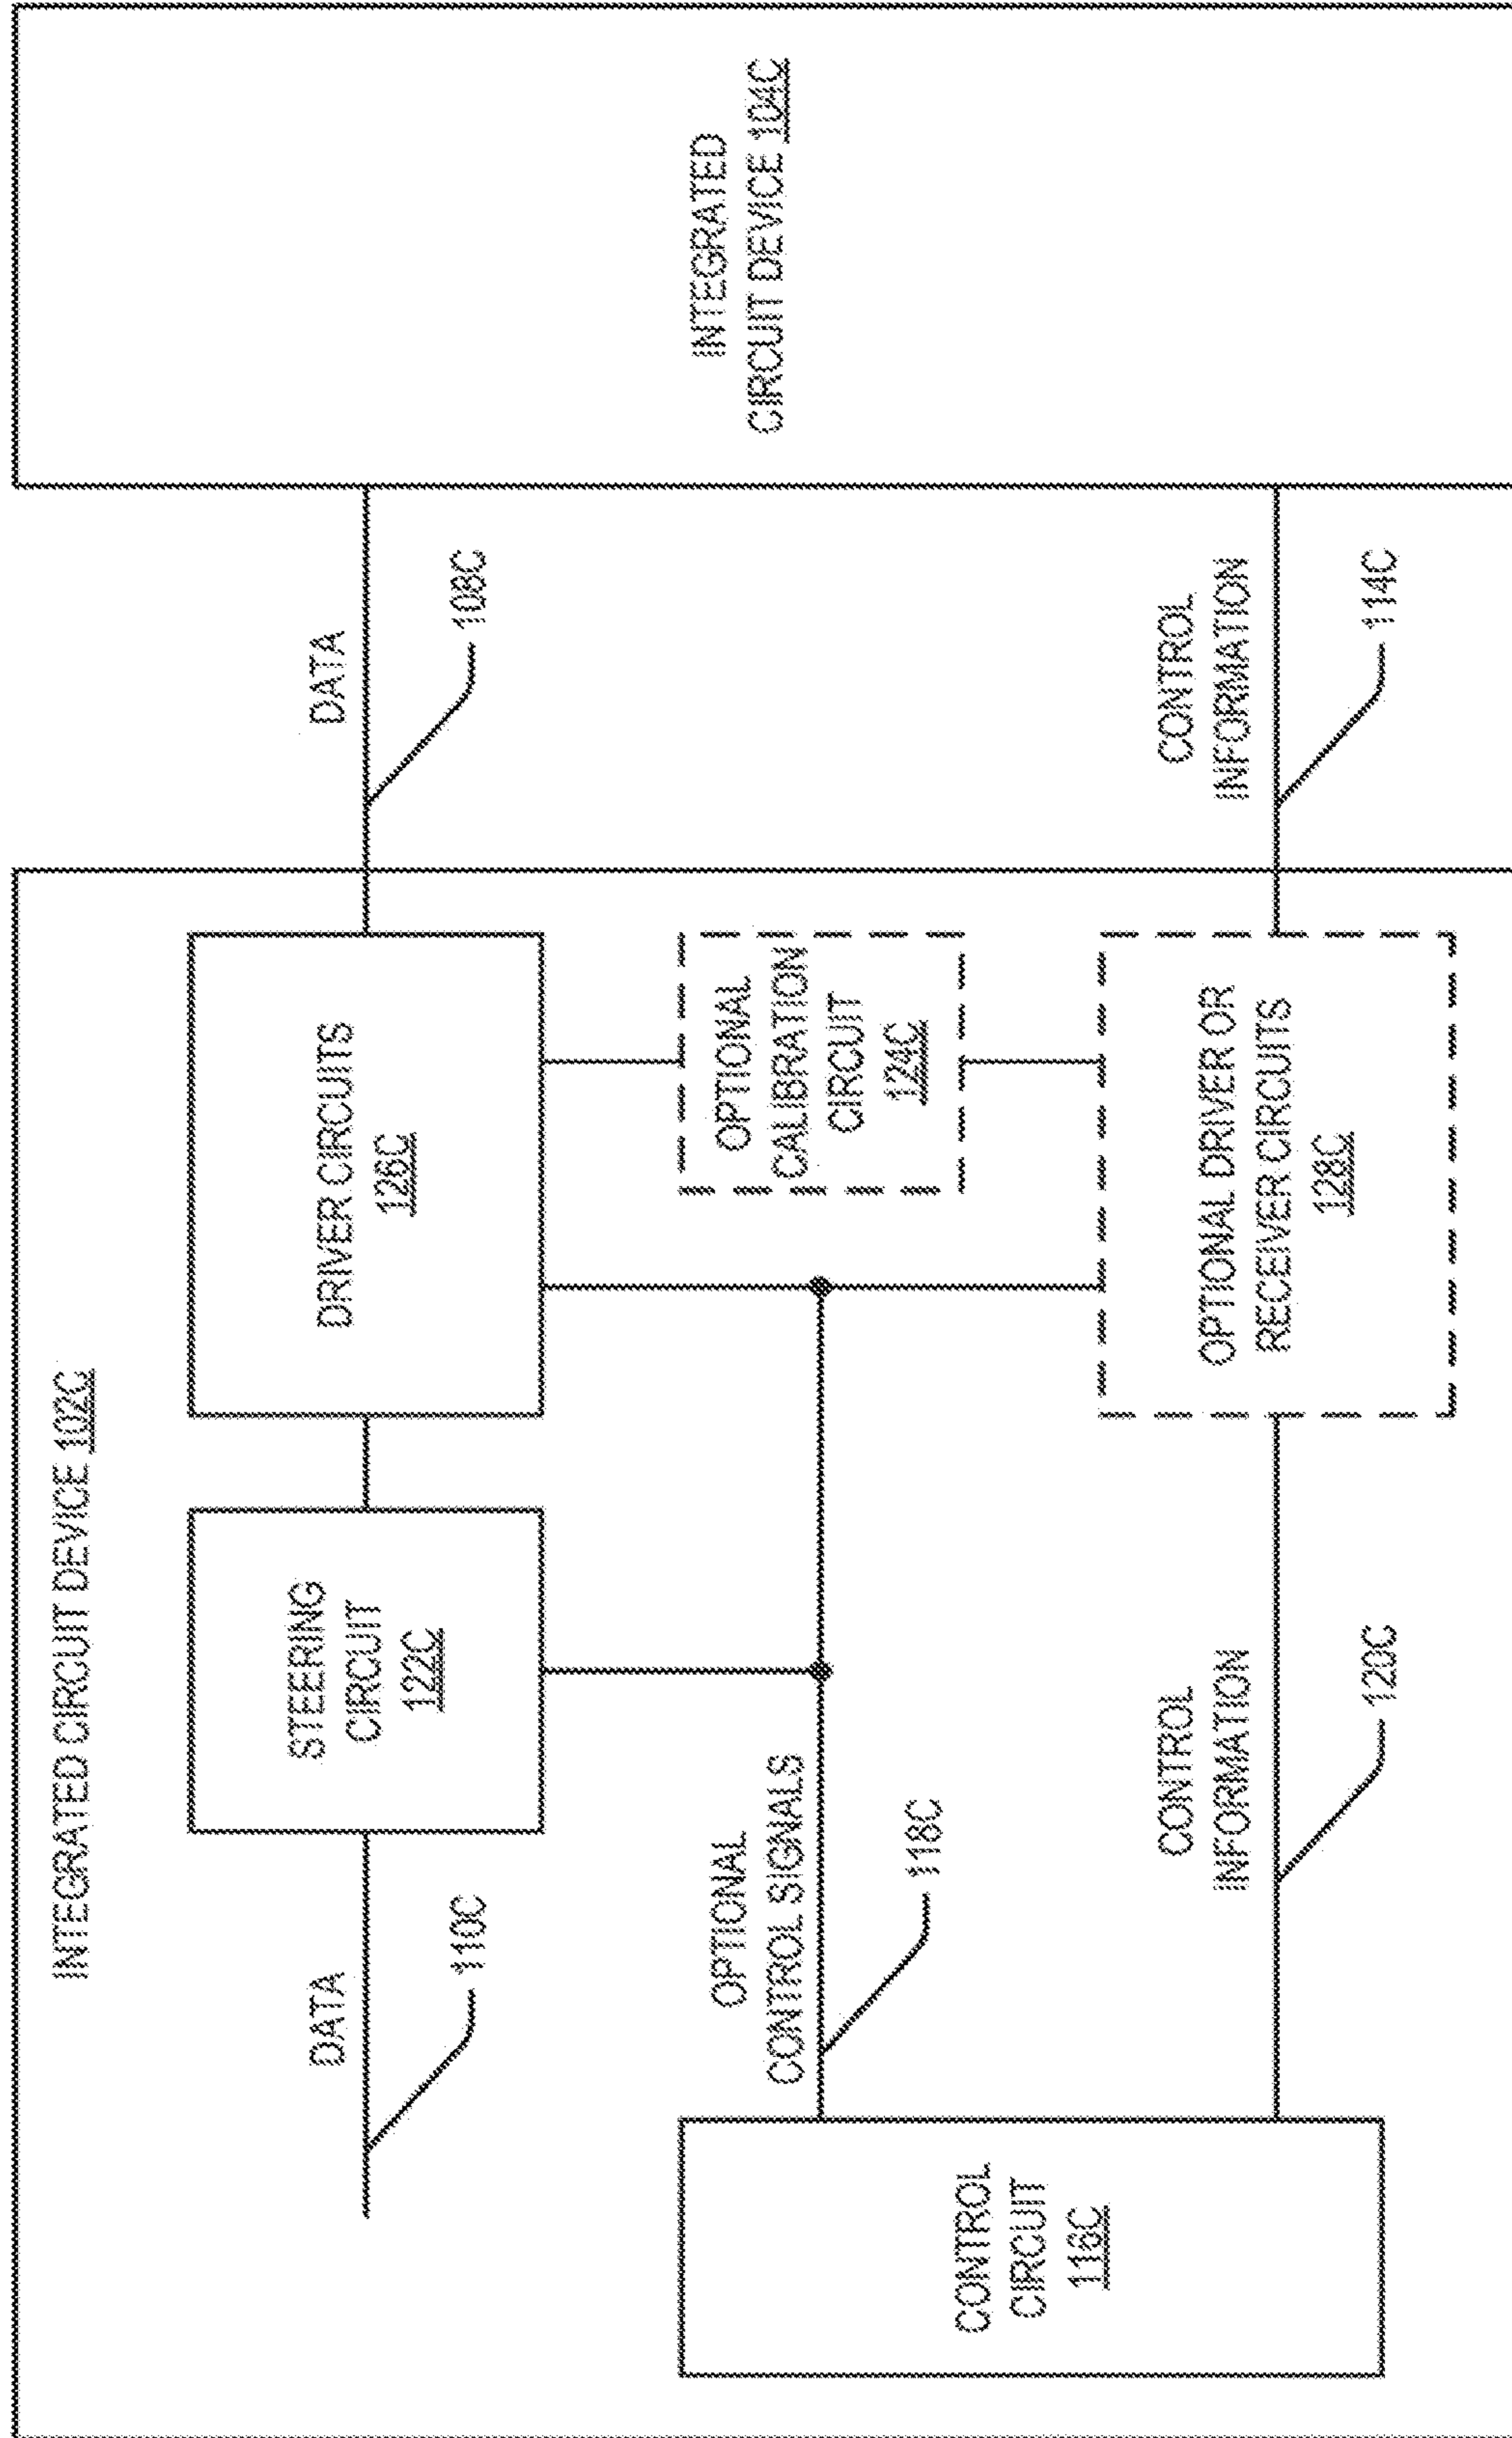 INTEGRATED CIRCUIT DEVICE 102C
DATA
110C
STEERING
CIRCUIT
122C
DRIVER CIRCUITS
126C
DATA
108C
OPTIONAL
CONTROL SIGNALS
118C
OPTIONAL
CALIBRATION
CIRCUIT
124C
INTEGRATED
CIRCUIT DEVICE 104C
CONTROL
CIRCUIT
116C
CONTROL
INFORMATION
120C
OPTIONAL DRIVER OR
RECEIVER CIRCUITS
128C
CONTROL
INFORMATION
114C